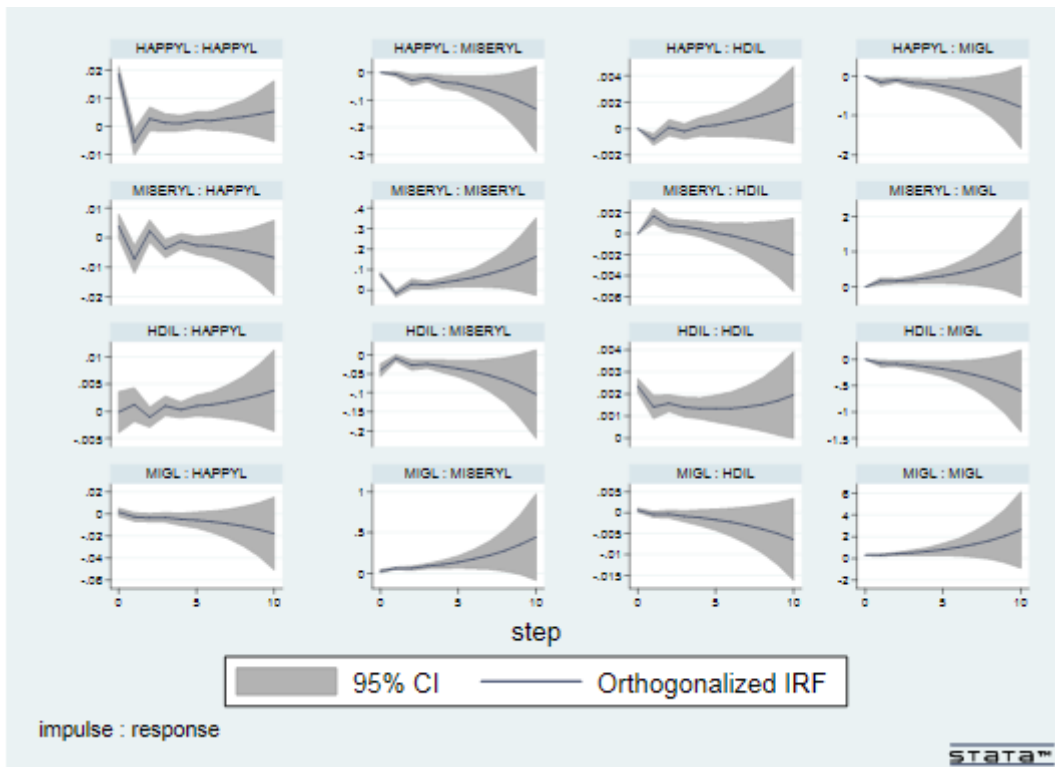 HAPPYL : HAPPYL HAPPYL : MISERYL HAPPYL : HDIL HAPPYL : MIGL
.02 0 .004 0
.01 -.1 .002 -1
0 -.2 0
-.01 -.3 -.002 -2
MISERYL : HAPPYL MISERYL : MISERYL MISERYL : HDIL MISERYL : MIGL
.01 .4 .002 2
0 .3 0 1
-.01 .2 -.002 0
-.02 .1 -.004
0 -.006
HDIL : HAPPYL HDIL : MISERYL HDIL : HDIL HDIL : MIGL
.01 0 .004 0
.005 -.05 .003 -.5
0 -.1 .002 -1
-.005 -.15 .001 -1.5
-.2 0
MIGL : HAPPYL MIGL : MISERYL MIGL : HDIL MIGL : MIGL
.02 1 .005 6
0 .5 0 4
-.02 0 -.005 2
-.04 -.01 0
-.06 -.015 -2
0 5 10 0 5 10 0 5 10 0 5 10
step
95% CI Orthogonalized IRF
impulse : response
STATA™